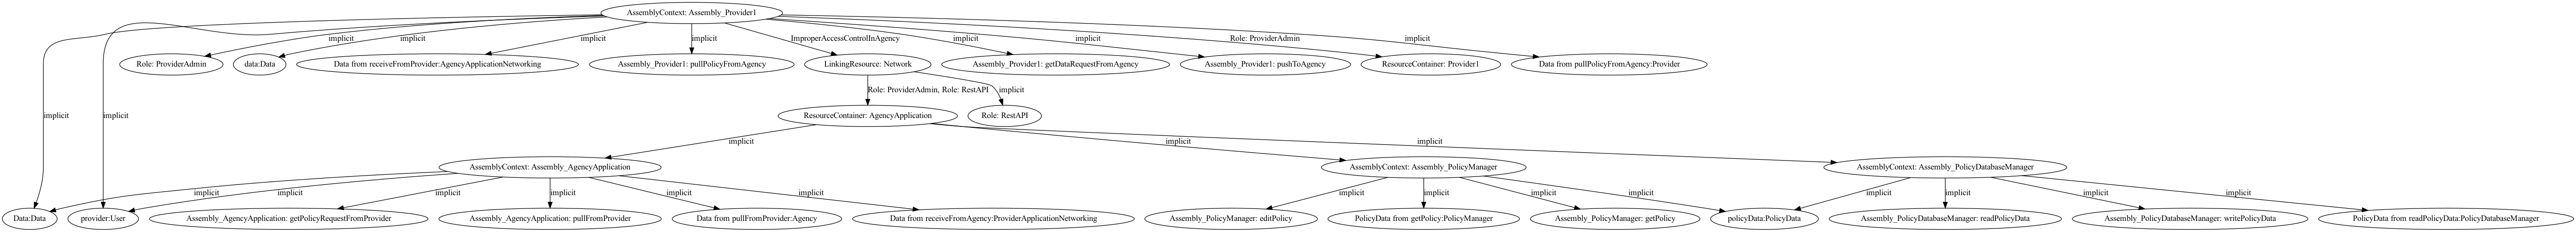 AssemblyContext: Assembly_Provider1
implicit
implicit
implicit
implicit
ImproperAccessControlInAgency
implicit
implicit
Role: ProviderAdmin
implicit
Role: ProviderAdmin
data:Data
Data from receiveFromProvider:AgencyApplicationNetworking
Assembly_Provider1: pullPolicyFromAgency
LinkingResource: Network
Assembly_Provider1: getDataRequestFromAgency
Assembly_Provider1: pushToAgency
ResourceContainer: Provider1
Data from pullPolicyFromAgency:Provider
Role: ProviderAdmin, Role: RestAPI
implicit
implicit
implicit
ResourceContainer: AgencyApplication
Role: RestAPI
implicit
implicit
implicit
AssemblyContext: Assembly_AgencyApplication
AssemblyContext: Assembly_PolicyManager
AssemblyContext: Assembly_PolicyDatabaseManager
implicit
implicit
implicit
implicit
implicit
implicit
implicit
implicit
implicit
implicit
implicit
implicit
implicit
implicit
Data:Data
provider:User
Assembly_AgencyApplication: getPolicyRequestFromProvider
Assembly_AgencyApplication: pullFromProvider
Data from pullFromProvider:Agency
Data from receiveFromAgency:ProviderApplicationNetworking
Assembly_PolicyManager: editPolicy
PolicyData from getPolicy:PolicyManager
Assembly_PolicyManager: getPolicy
policyData:PolicyData
Assembly_PolicyDatabaseManager: readPolicyData
Assembly_PolicyDatabaseManager: writePolicyData
PolicyData from readPolicyData:PolicyDatabaseManager